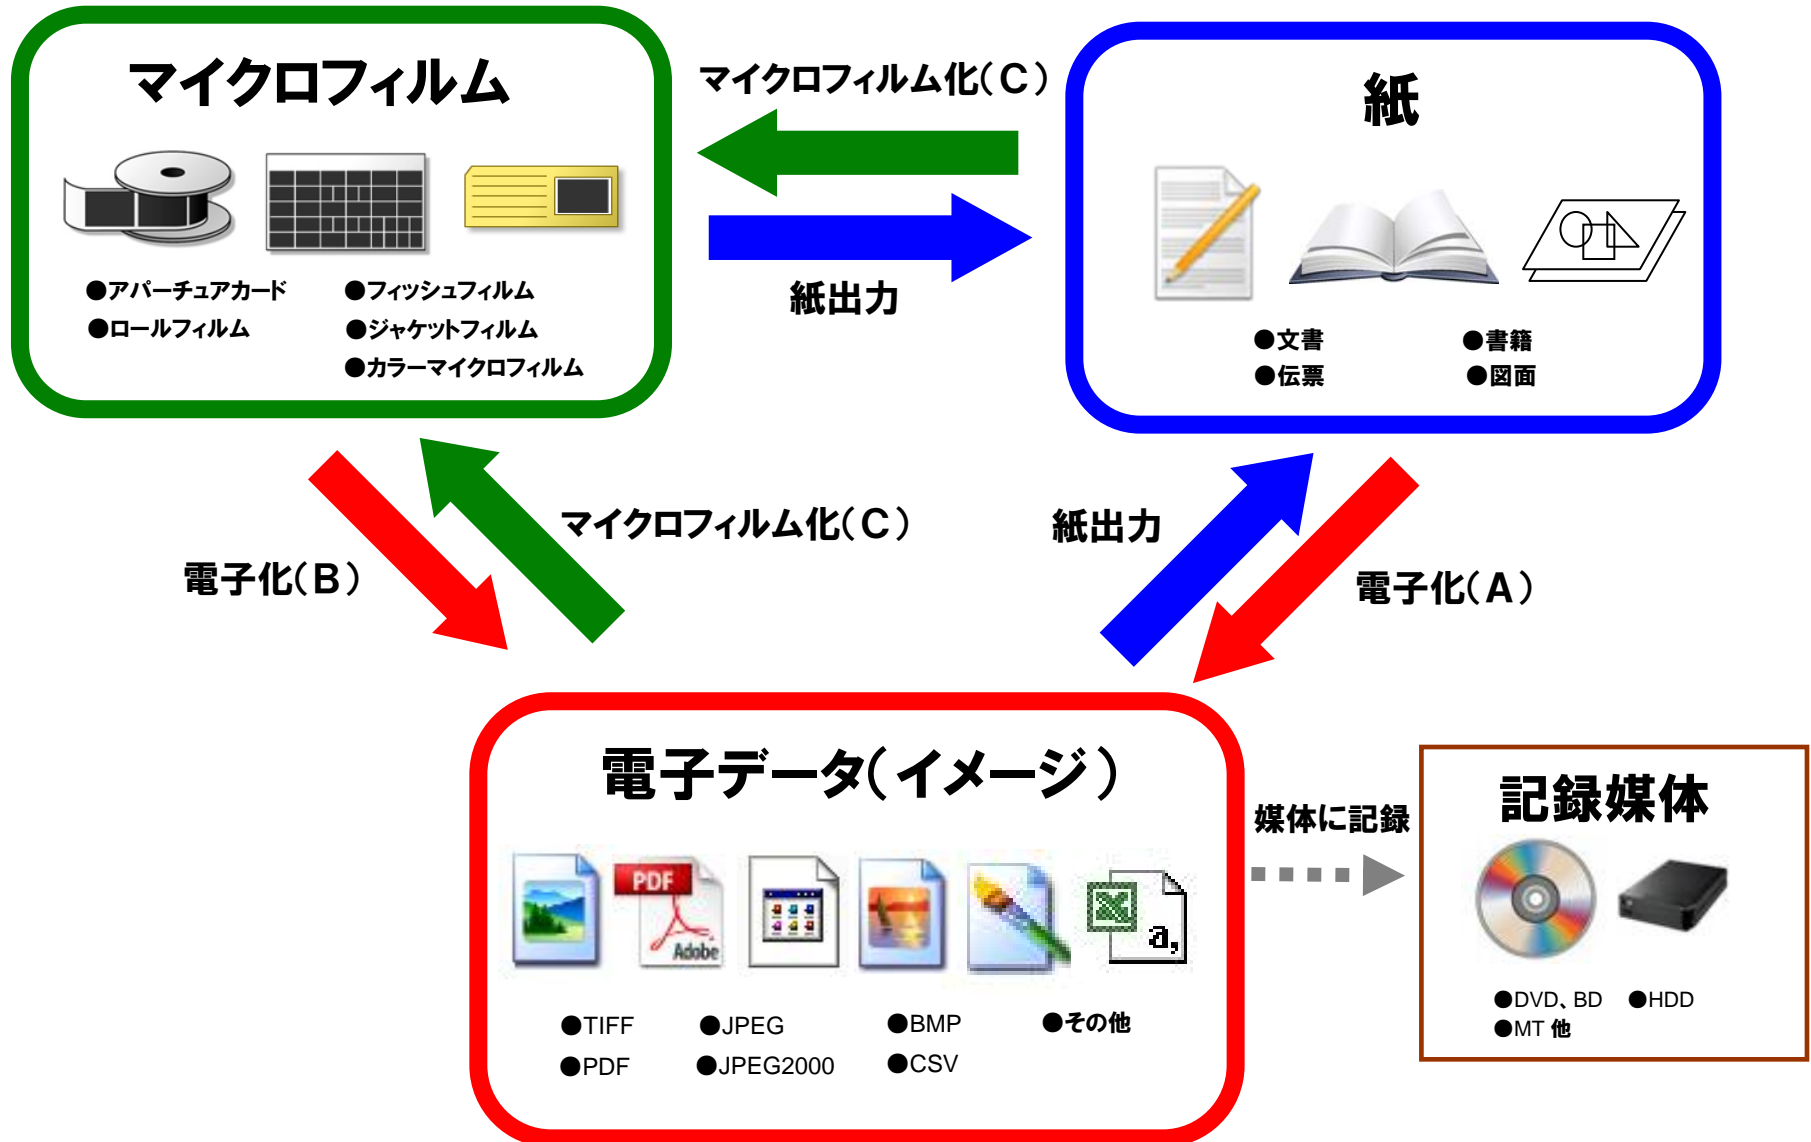 マイクロフィルム
●アパーチュアカード ●フィッシュフィルム
●ロールフィルム ●ジャケットフィルム
●カラーマイクロフィルム
マイクロフィルム化(C)
紙出力
紙
●文書 ●書籍
●伝票 ●図面
電子化(B)
マイクロフィルム化(C)
紙出力
電子化(A)
電子データ(イメージ)
PDF
Adobe
a,
●TIFF ●JPEG ●BMP ●その他
●PDF ●JPEG2000 ●CSV
媒体に記録
記録媒体
●DVD、BD ●HDD
●MT 他